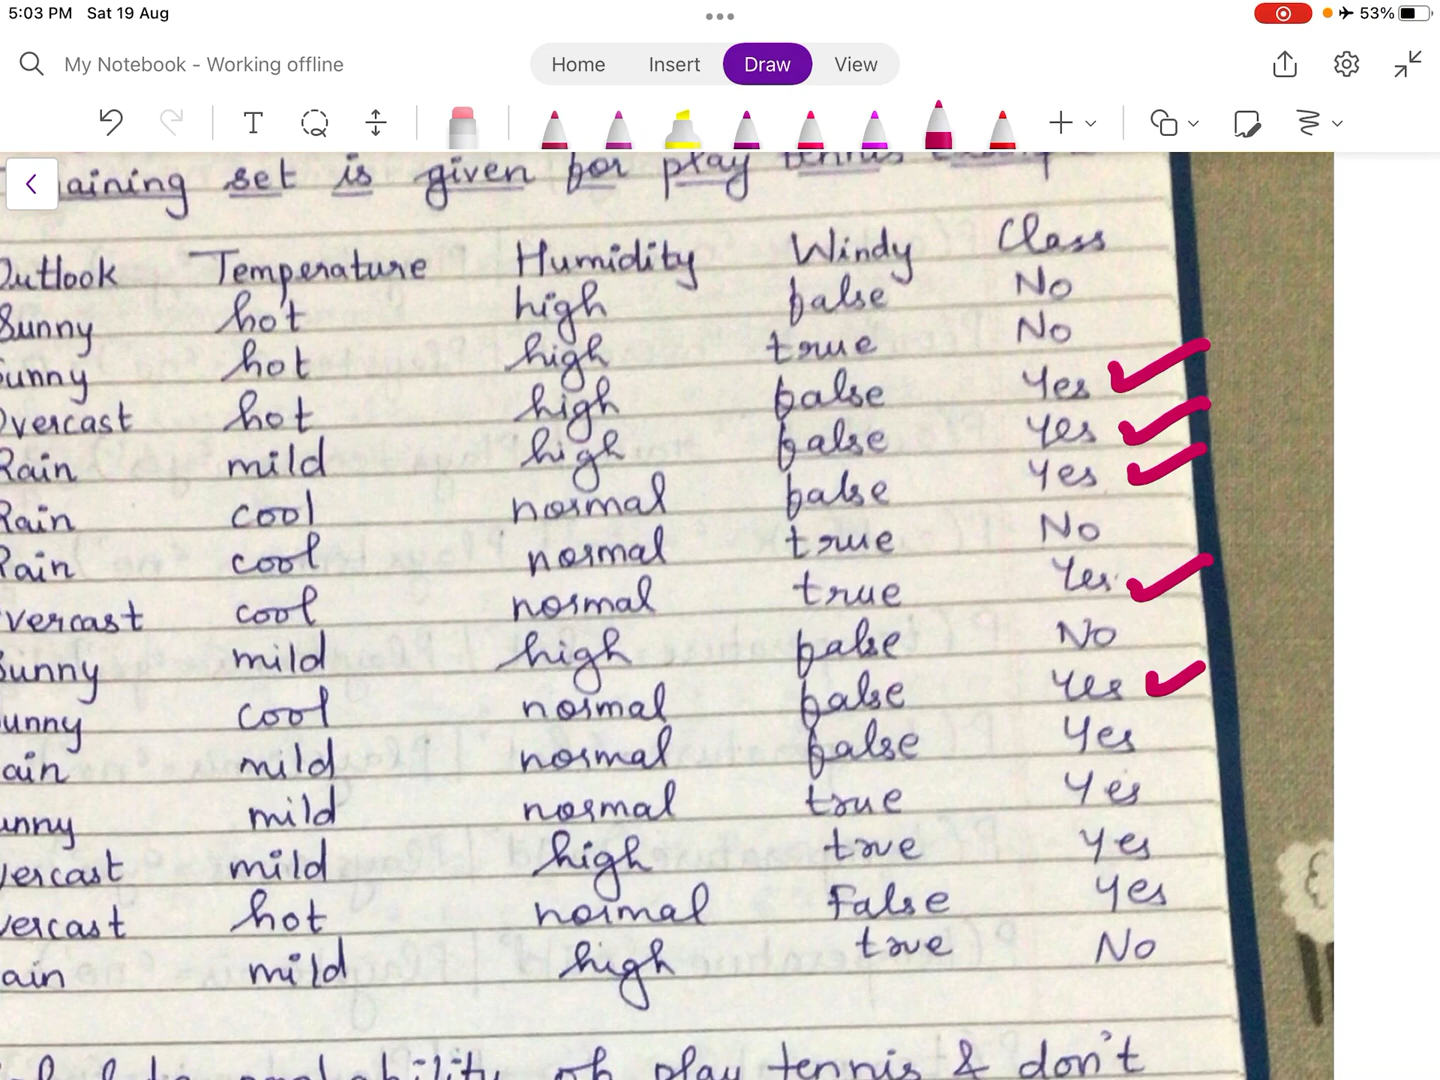 5:03 PM Sat 19 Aug
53%
My Notebook - Working offline
Home Insert Draw View
T
aining set is given for play tennis
Outlook Temperature Humidity Windy Class
Sunny hot high false No
Sunny hot high true No
Overcast hot high false Yes
Rain mild high false Yes
Rain cool normal false Yes
Rain cool normal true No
vercast cool normal true Yes
Sunny mild high false No
unny cool normal false Yes
ain mild normal false Yes
unny mild normal true Yes
vercast mild high true Yes
vercast hot normal False Yes
ain mild high true No
probability of play tennis & don't